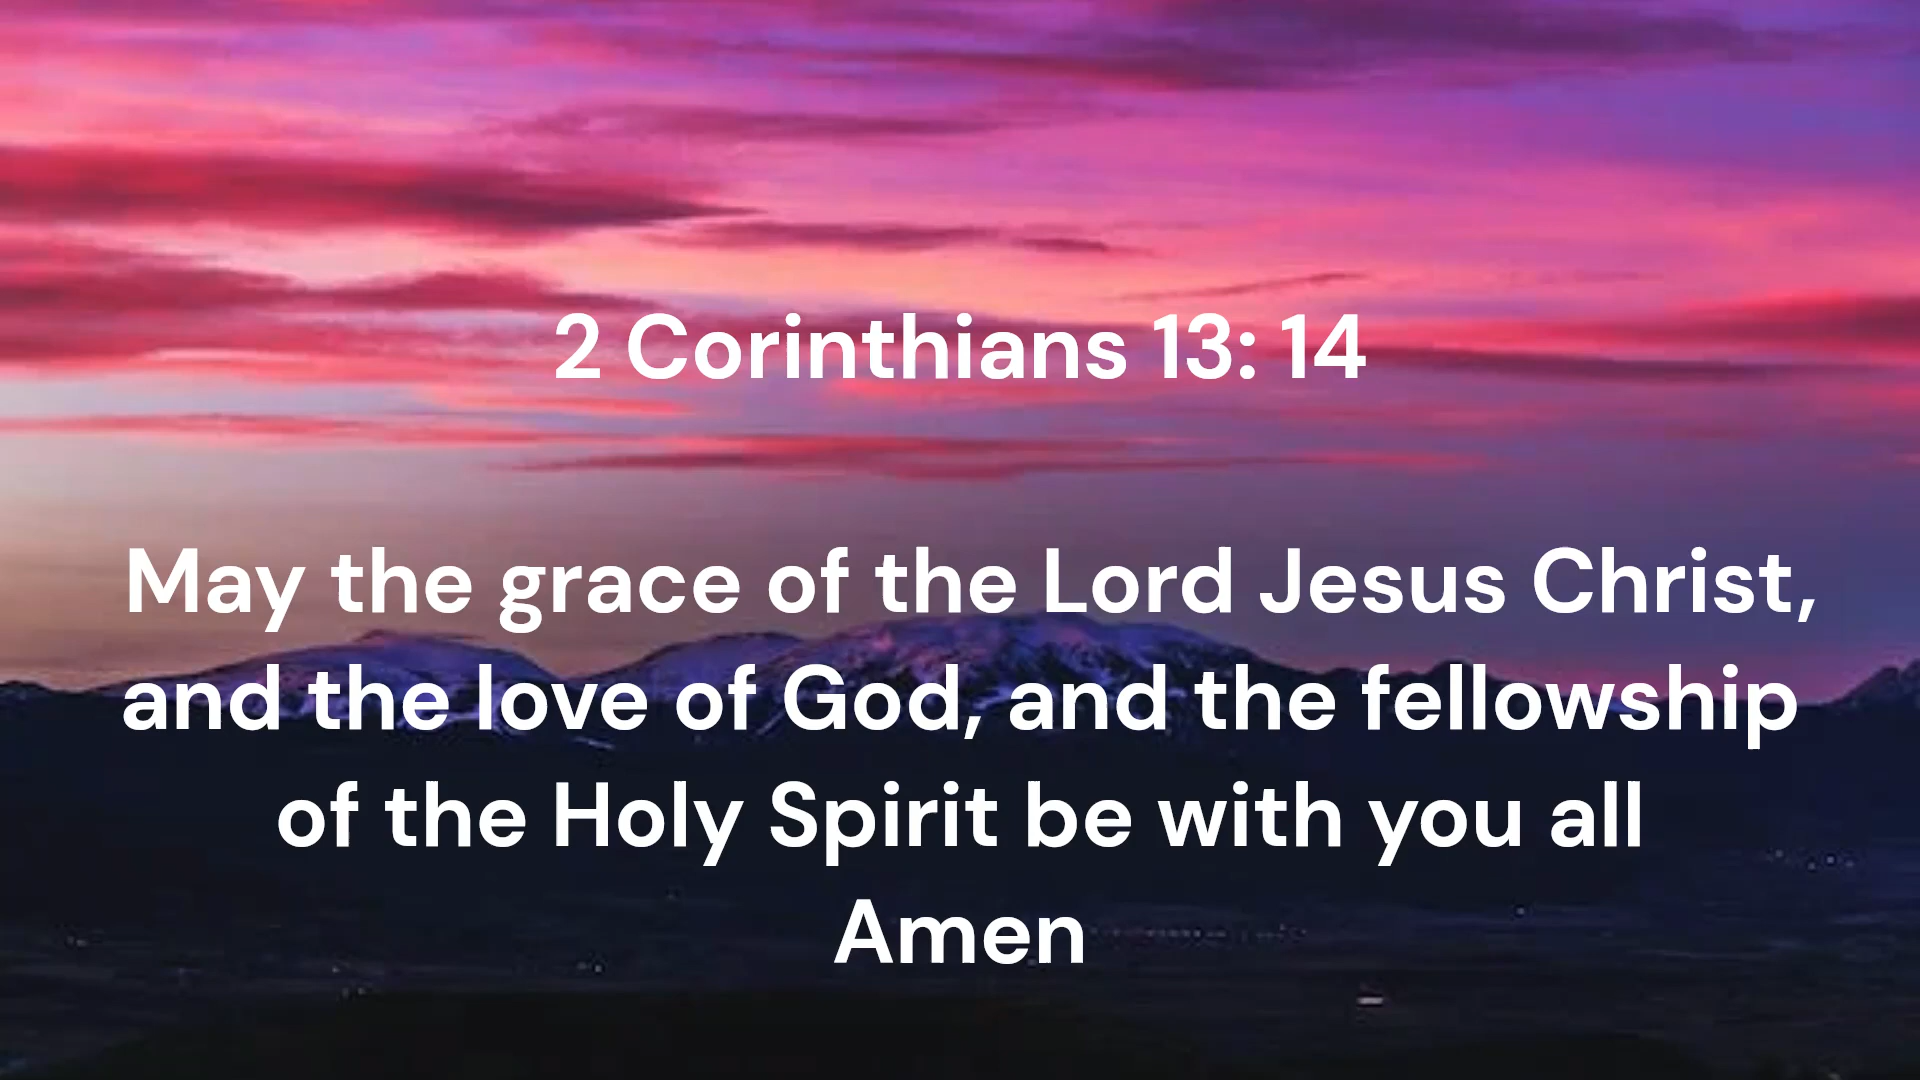 2 Corinthians 13: 14
May the grace of the Lord Jesus Christ,
and the love of God, and the fellowship
of the Holy Spirit be with you all
Amen